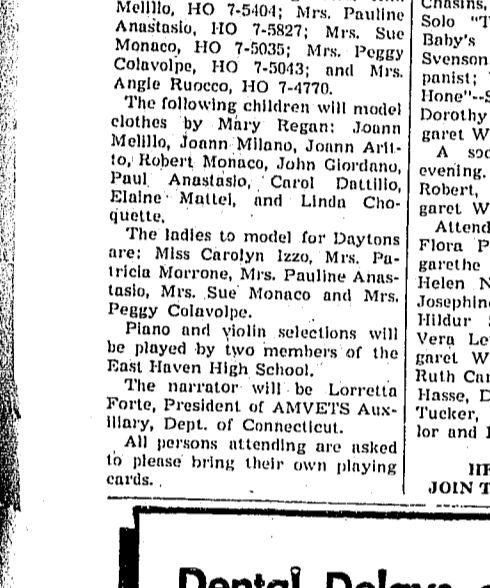 Melillo, HO 7-5404; Mrs. Pauline
Anastasio, HO 7-5827; Mrs. Sue
Monaco, HO 7-5035; Mrs. Peggy
Colavolpe, HO 7-5043; and Mrs.
Angie Ruocco, HO 7-4770.
The following children will model
clothes by Mary Regan: Joann
Melillo, Joann Milano, Joann Arii-
to, Robert Monaco, John Giordano,
Paul Anastasio, Carol Dattilio,
Elaine Mattei, and Linda Cho-
quette.
The ladies to model for Daytons
are: Miss Carolyn Izzo, Mrs. Pa-
tricia Morrone, Mrs. Pauline Anas-
tasio, Mrs. Sue Monaco and Mrs.
Peggy Colavolpe.
Piano and violin selections will
be played by two members of the
East Haven High School.
The narrator will be Lorretta
Forte, President of AMVETS Aux-
iliary, Dept. of Connecticut.
All persons attending are asked
to please bring their own playing
cards.
Chasins,
Solo "T
Baby's
Svenson,
panist;
Hone"--S
Dorothy
garet W
A soc
evening.
Robert,
garet W
Attend
Flora P
garethe
Helen N
Josephine
Hildur
Vera Le
garet W
Ruth Car
Hasse, D
Tucker,
lor and
JOIN T
Dental Delays